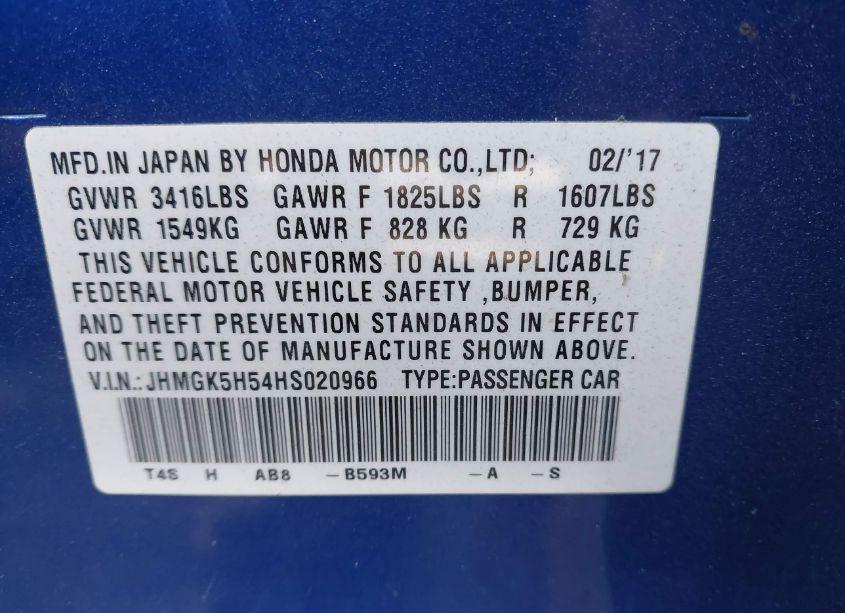 MFD.IN JAPAN BY HONDA MOTOR CO.,LTD; 02/'17
GVWR 3416LBS GAWR F 1825LBS R 1607LBS
GVWR 1549KG GAWR F 828 KG R 729 KG
THIS VEHICLE CONFORMS TO ALL APPLICABLE
FEDERAL MOTOR VEHICLE SAFETY ,BUMPER,
AND THEFT PREVENTION STANDARDS IN EFFECT
ON THE DATE OF MANUFACTURE SHOWN ABOVE.
V.I.N.: JHMGK5H54HS020966 TYPE:PASSENGER CAR
T4S H AB8 -B593M -A -S